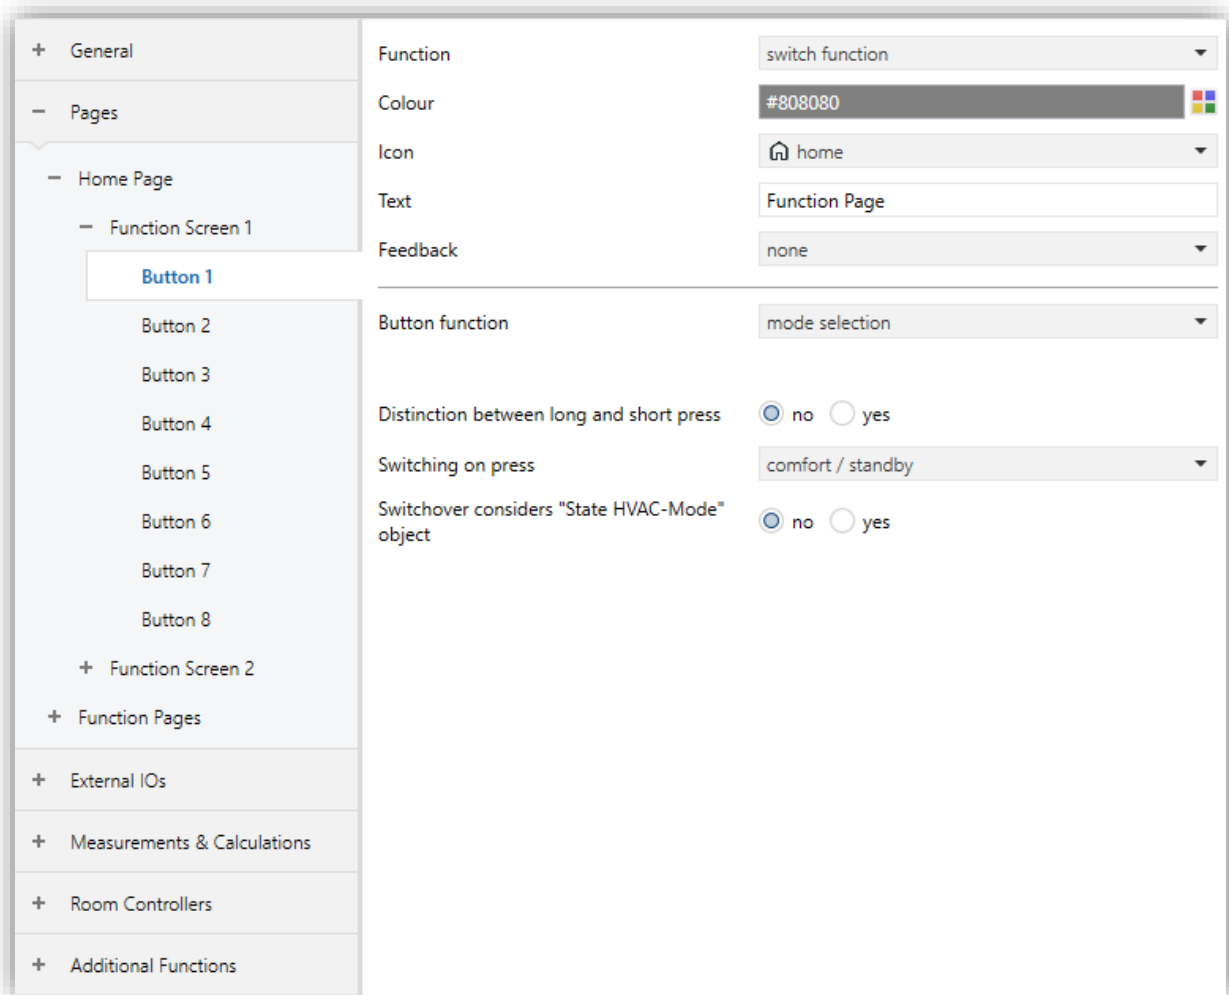 General
Pages
Home Page
Function Screen 1
Button 1
Button 2
Button 3
Button 4
Button 5
Button 6
Button 7
Button 8
Function Screen 2
Function Pages
External IOs
Measurements & Calculations
Room Controllers
Additional Functions
Function switch function
Colour #808080
Icon home
Text Function Page
Feedback none
Button function mode selection
Distinction between long and short press no yes
Switching on press comfort / standby
Switchover considers "State HVAC-Mode"
object no yes